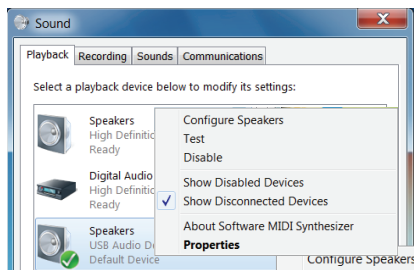 Sound
Playback Recording Sounds Communications
Select a playback device below to modify its settings:
Speakers
High Definitic
Ready
Digital Audio
High Definitic
Ready
Speakers
USB Audio De
Default Device
Configure Speakers
Test
Disable
Show Disabled Devices
Show Disconnected Devices
About Software MIDI Synthesizer
Properties
Configure Speakers